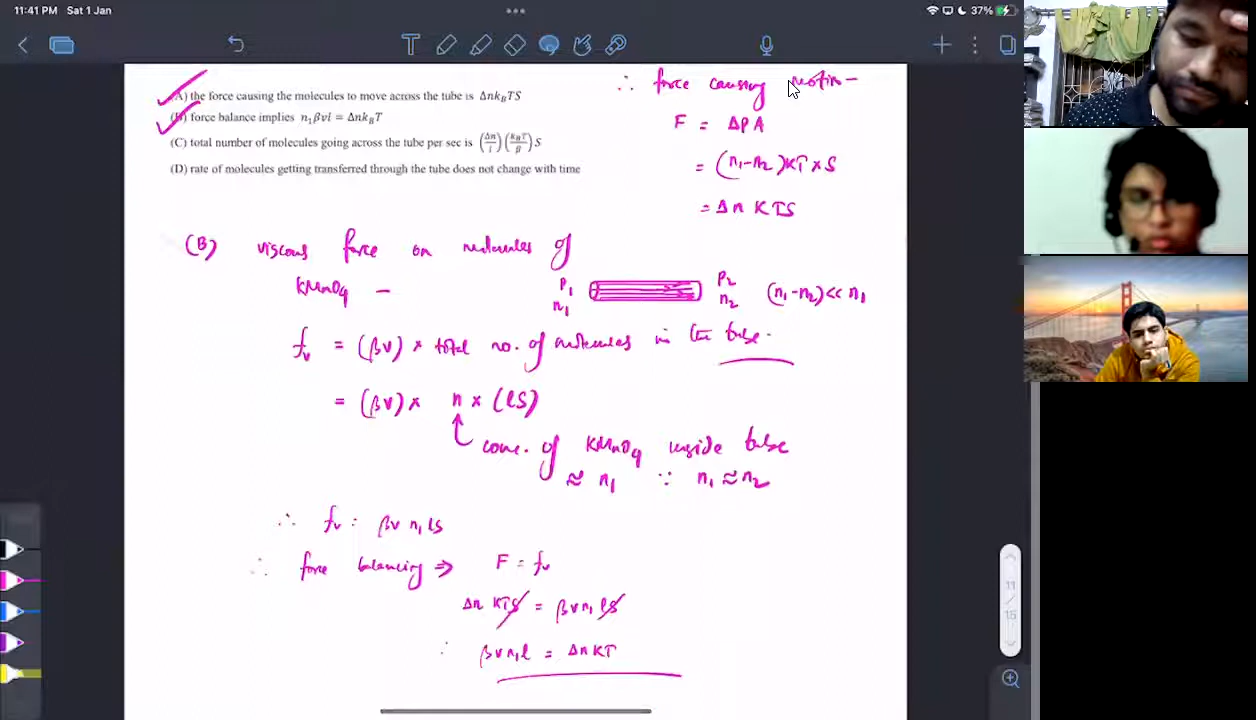 11:41 PM Sat 1 Jan
37%
(A) the force causing the molecules to move across the tube is Δnk_BTS
(B) force balance implies n₁βvl = Δnk_BT
(C) total number of molecules going across the tube per sec is (Δn/l)(k_BT/β)S
(D) rate of molecules getting transferred through the tube does not change with time
∴ force causing motion -
F = ΔPA
= (n₁-n₂)KT×S
= Δn KTS
(B) viscous force on molecules of
KMnO₄ -
P₁ P₂
n₁ n₂ (n₁-n₂) << n₁
f_v = (βv) × total no. of molecules in the tube.
= (βv) × n × (lS)
conc. of KMnO₄ inside tube
≈ n₁ ∵ n₁ ≈ n₂
∴ f_v = βv n₁ lS
∴ force balancing ⇒ F = f_v
Δn KTS = βv n₁ lS
∴ βv n₁ l = Δn KT
11 / 15